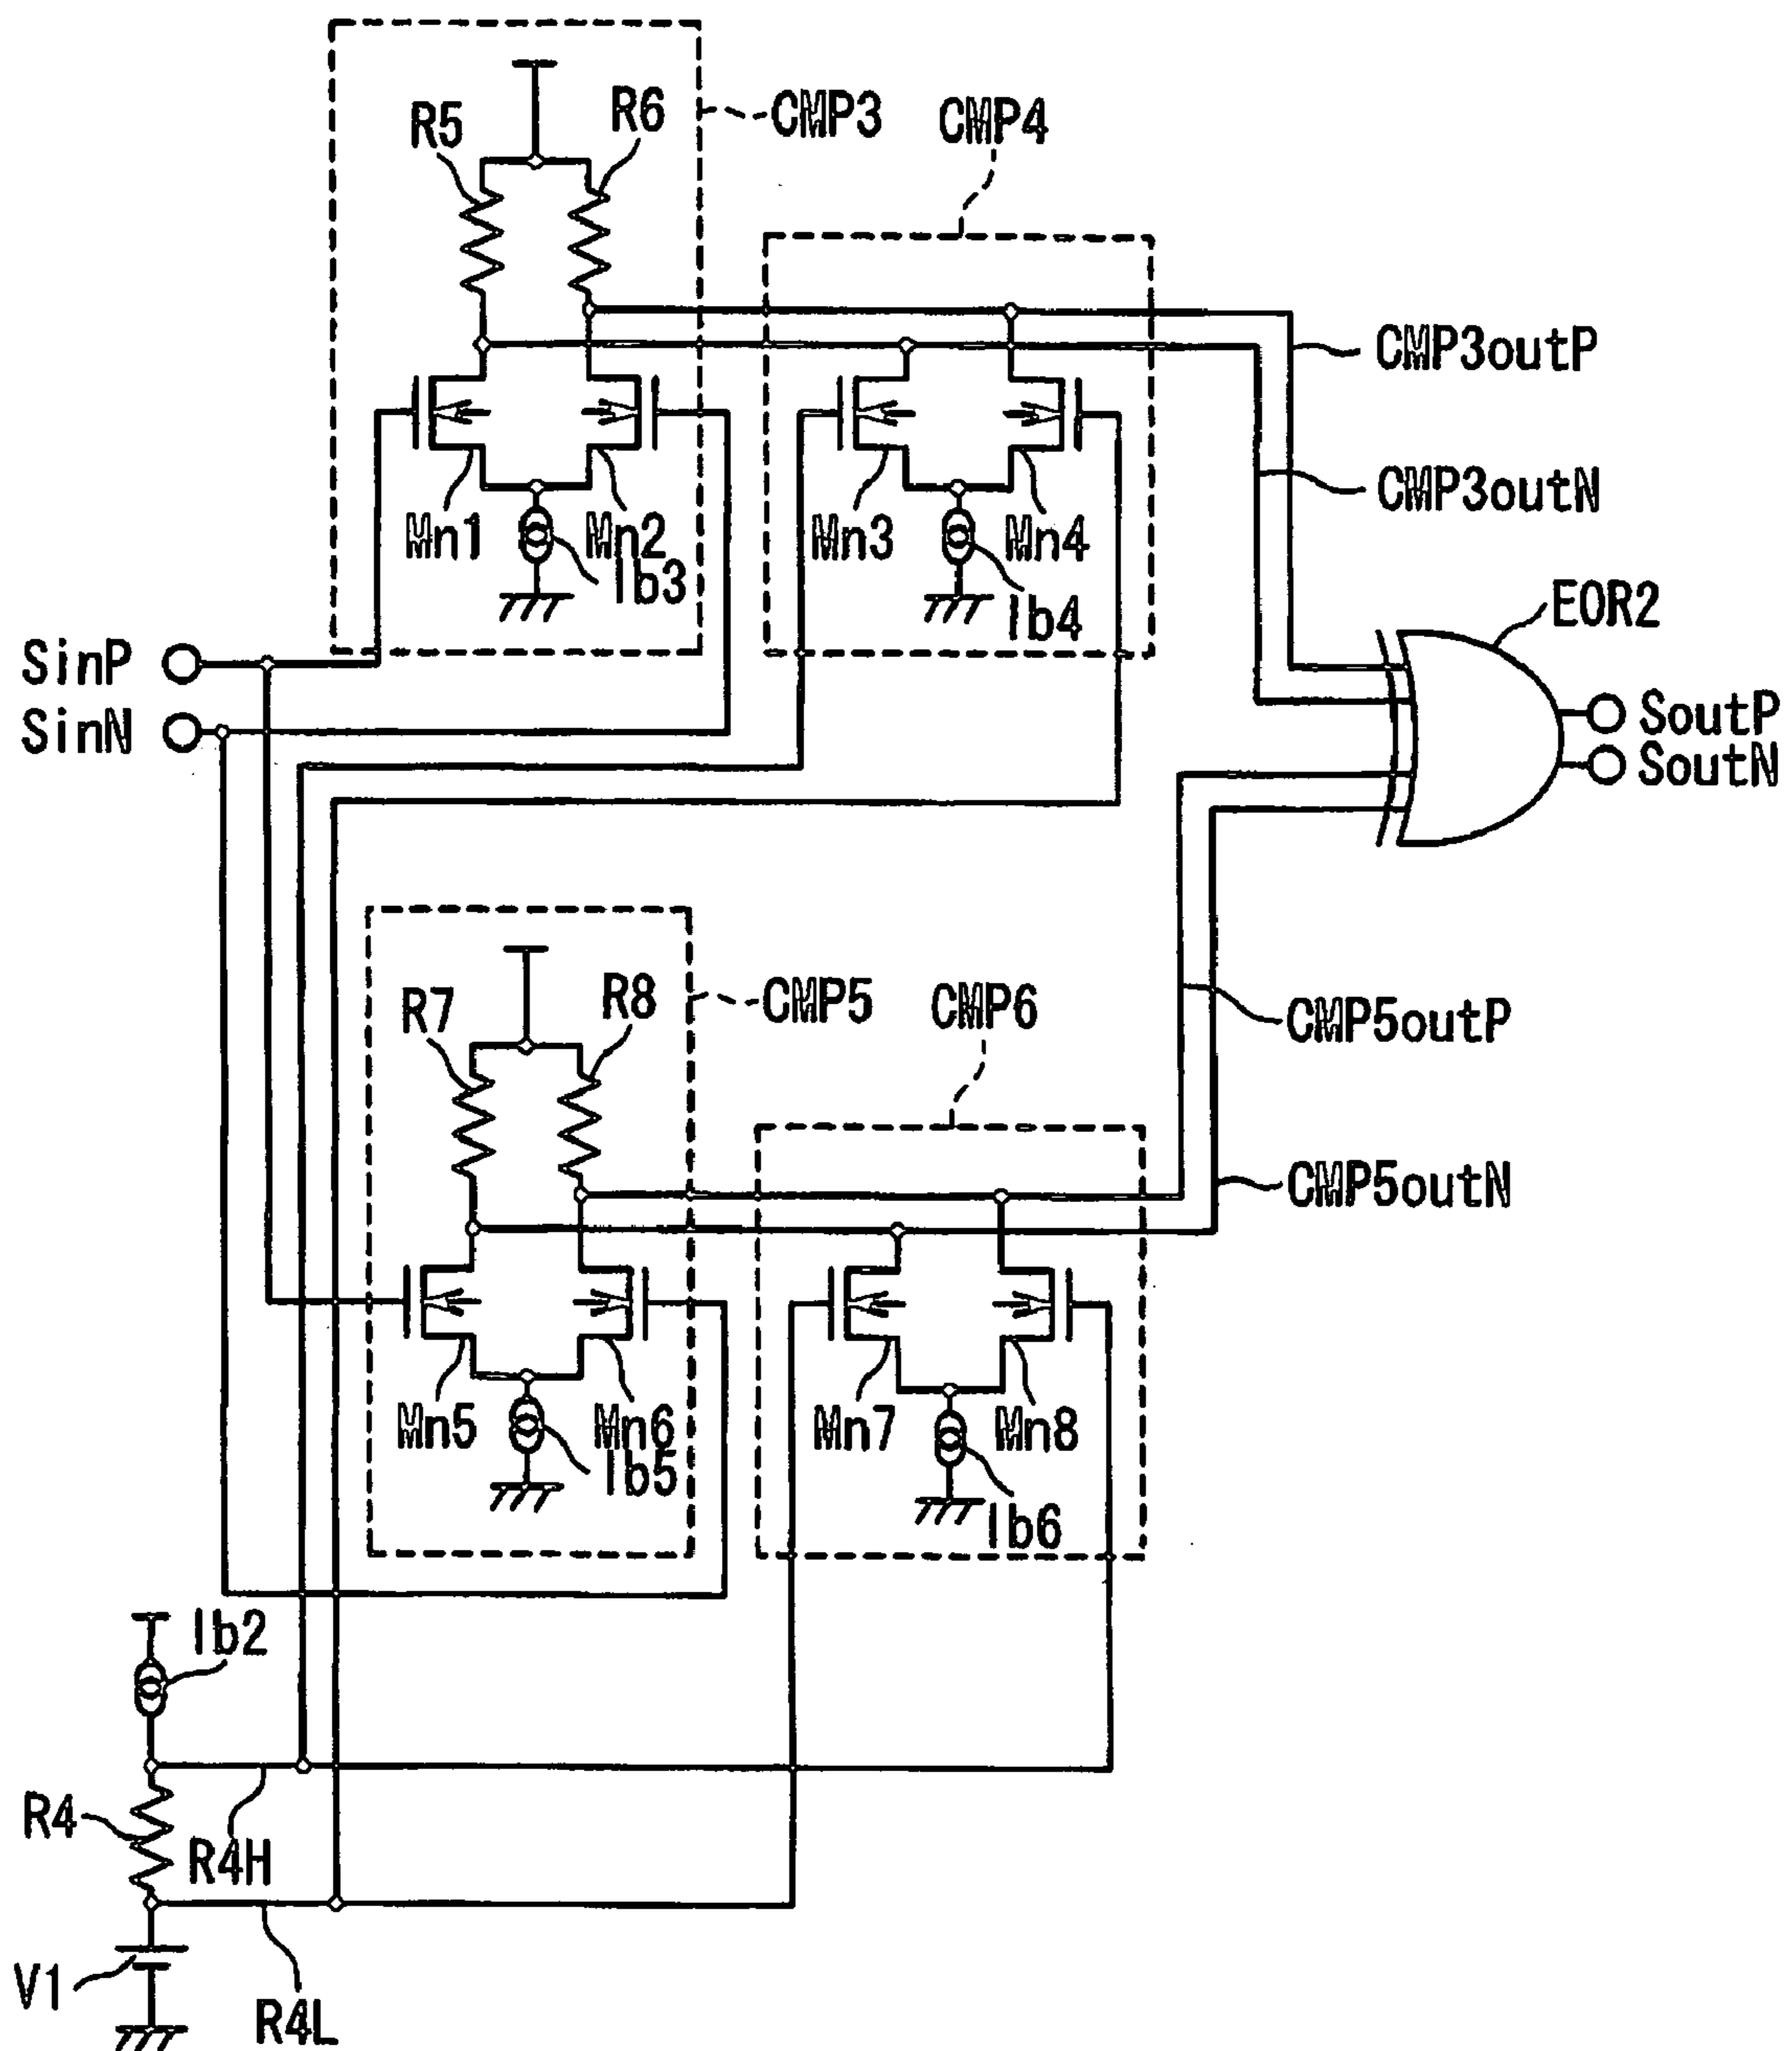 R5
R6
CMP3
CMP4
CMP3outP
CMP3outN
Mn1
Mn2
Ib3
Mn3
Mn4
Ib4
EOR2
SinP
SinN
SoutP
SoutN
R7
R8
CMP5
CMP6
CMP5outP
CMP5outN
Mn5
Mn6
Ib5
Mn7
Mn8
Ib6
Ib2
R4
R4H
V1
R4L